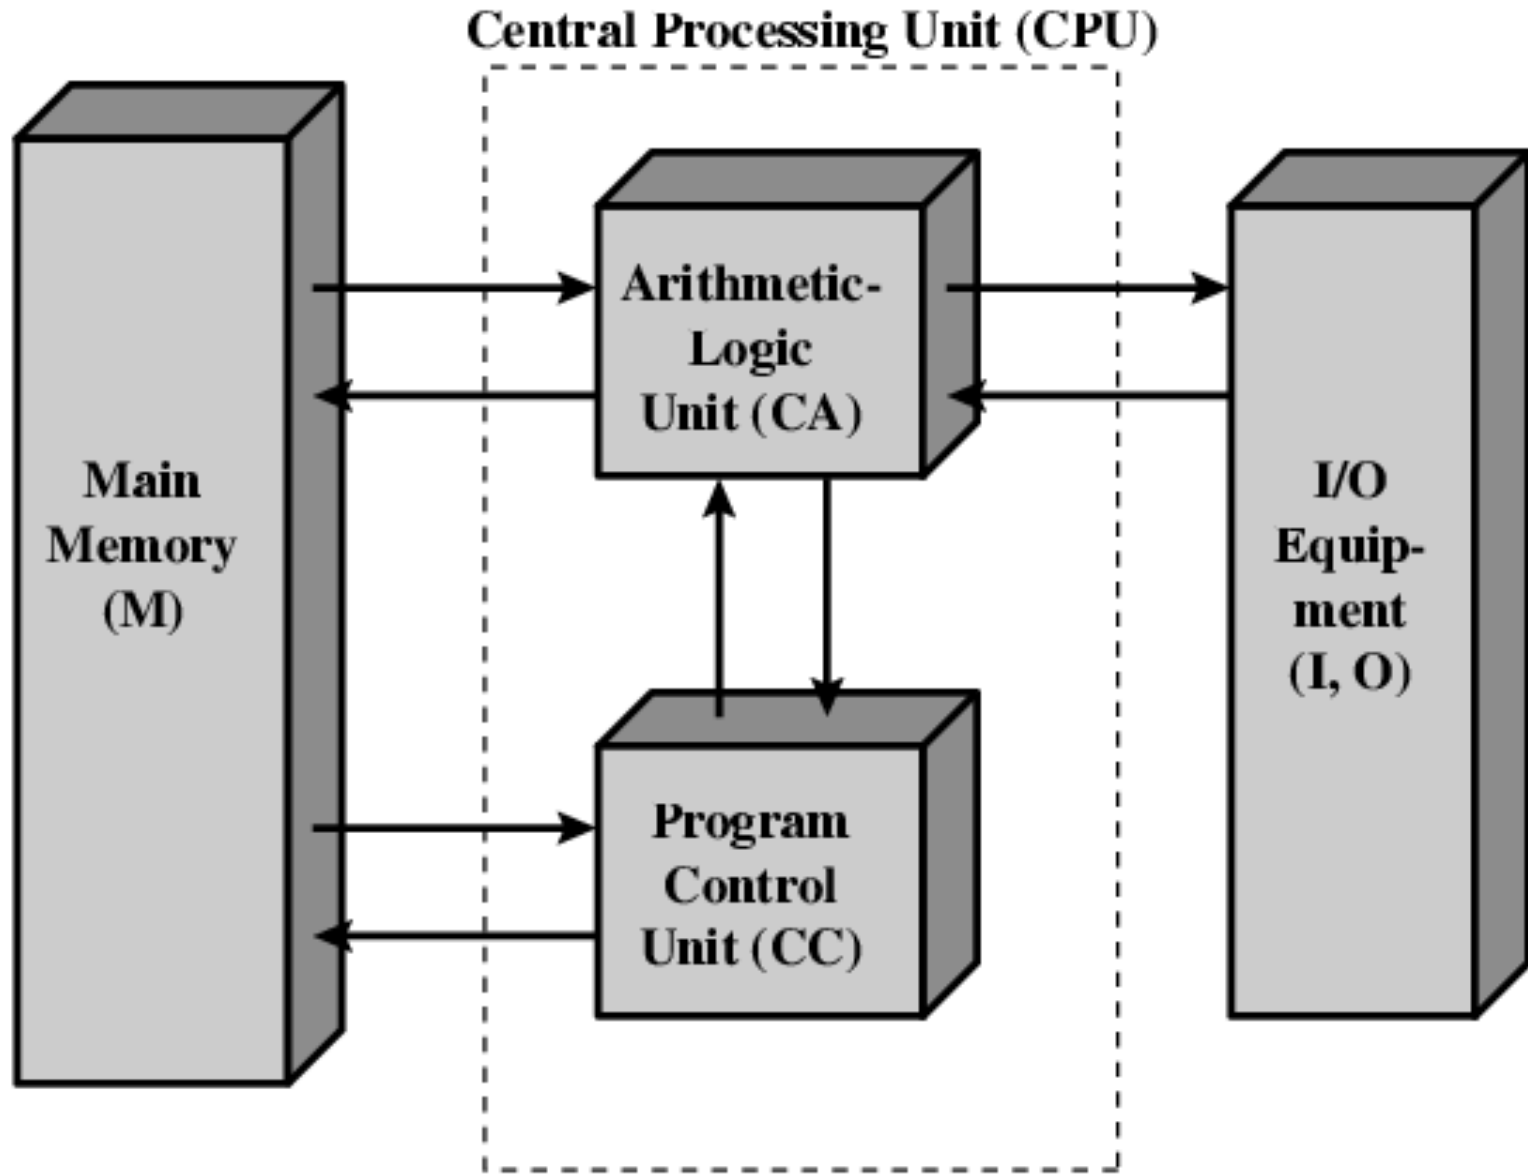 Central Processing Unit (CPU)
Main
Memory
(M)
Arithmetic-
Logic
Unit (CA)
Program
Control
Unit (CC)
I/O
Equip-
ment
(I, O)